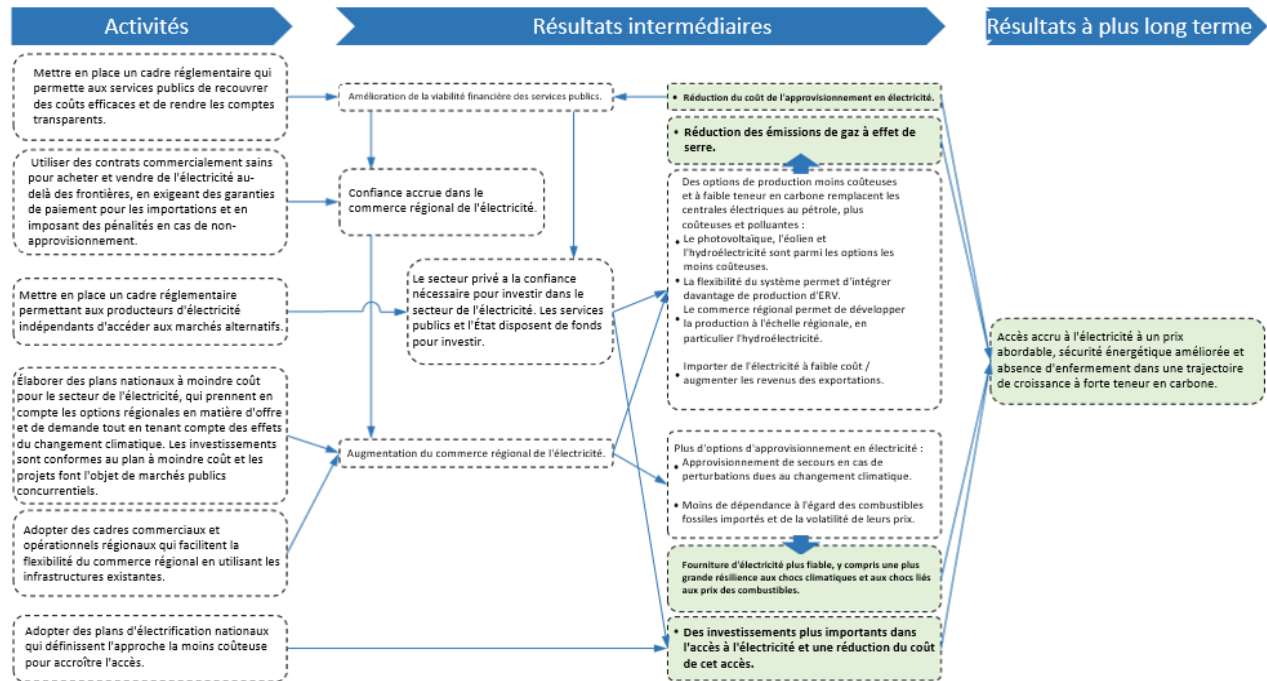 Activités
Résultats intermédiaires
Résultats à plus long terme
Mettre en place un cadre réglementaire qui
permette aux services publics de recouvrer
des coûts efficaces et de rendre les comptes
transparents.
Utiliser des contrats commercialement sains
pour acheter et vendre de l'électricité au-
delà des frontières, en exigeant des garanties
de paiement pour les importations et en
imposant des pénalités en cas de non-
approvisionnement.
Mettre en place un cadre réglementaire
permettant aux producteurs d'électricité
indépendants d'accéder aux marchés alternatifs.
Élaborer des plans nationaux à moindre coût
pour le secteur de l'électricité, qui prennent en
compte les options régionales en matière d'offre
et de demande tout en tenant compte des effets
du changement climatique. Les investissements
sont conformes au plan à moindre coût et les
projets font l'objet de marchés publics
concurrentiels.
Adopter des cadres commerciaux et
opérationnels régionaux qui facilitent la
flexibilité du commerce régional en utilisant les
infrastructures existantes.
Adopter des plans d'électrification nationaux
qui définissent l'approche la moins coûteuse
pour accroître l'accès.
Amélioration de la viabilité financière des services publics.
Confiance accrue dans le
commerce régional de l'électricité.
Le secteur privé a la confiance
nécessaire pour investir dans le
secteur de l'électricité. Les services
publics et l'État disposent de fonds
pour investir.
Augmentation du commerce régional de l'électricité.
• Réduction du coût de l'approvisionnement en électricité.
• Réduction des émissions de gaz à effet de
serre.
Des options de production moins coûteuses
et à faible teneur en carbone remplacent les
centrales électriques au pétrole, plus
coûteuses et polluantes :
• Le photovoltaïque, l'éolien et
l'hydroélectricité sont parmi les options les
moins coûteuses.
• La flexibilité du système permet d'intégrer
davantage de production d'ERV.
Le commerce régional permet de développer
• la production à l'échelle régionale, en
particulier l'hydroélectricité.
• Importer de l'électricité à faible coût /
augmenter les revenus des exportations.
Plus d'options d'approvisionnement en électricité :
• Approvisionnement de secours en cas de
perturbations dues au changement climatique.
• Moins de dépendance à l'égard des combustibles
fossiles importés et de la volatilité de leurs prix.
Fourniture d'électricité plus fiable, y compris une plus
grande résilience aux chocs climatiques et aux chocs liés
aux prix des combustibles.
• Des investissements plus importants dans
l'accès à l'électricité et une réduction du coût
de cet accès.
Accès accru à l'électricité à un prix
abordable, sécurité énergétique améliorée et
absence d'enfermement dans une trajectoire
de croissance à forte teneur en carbone.